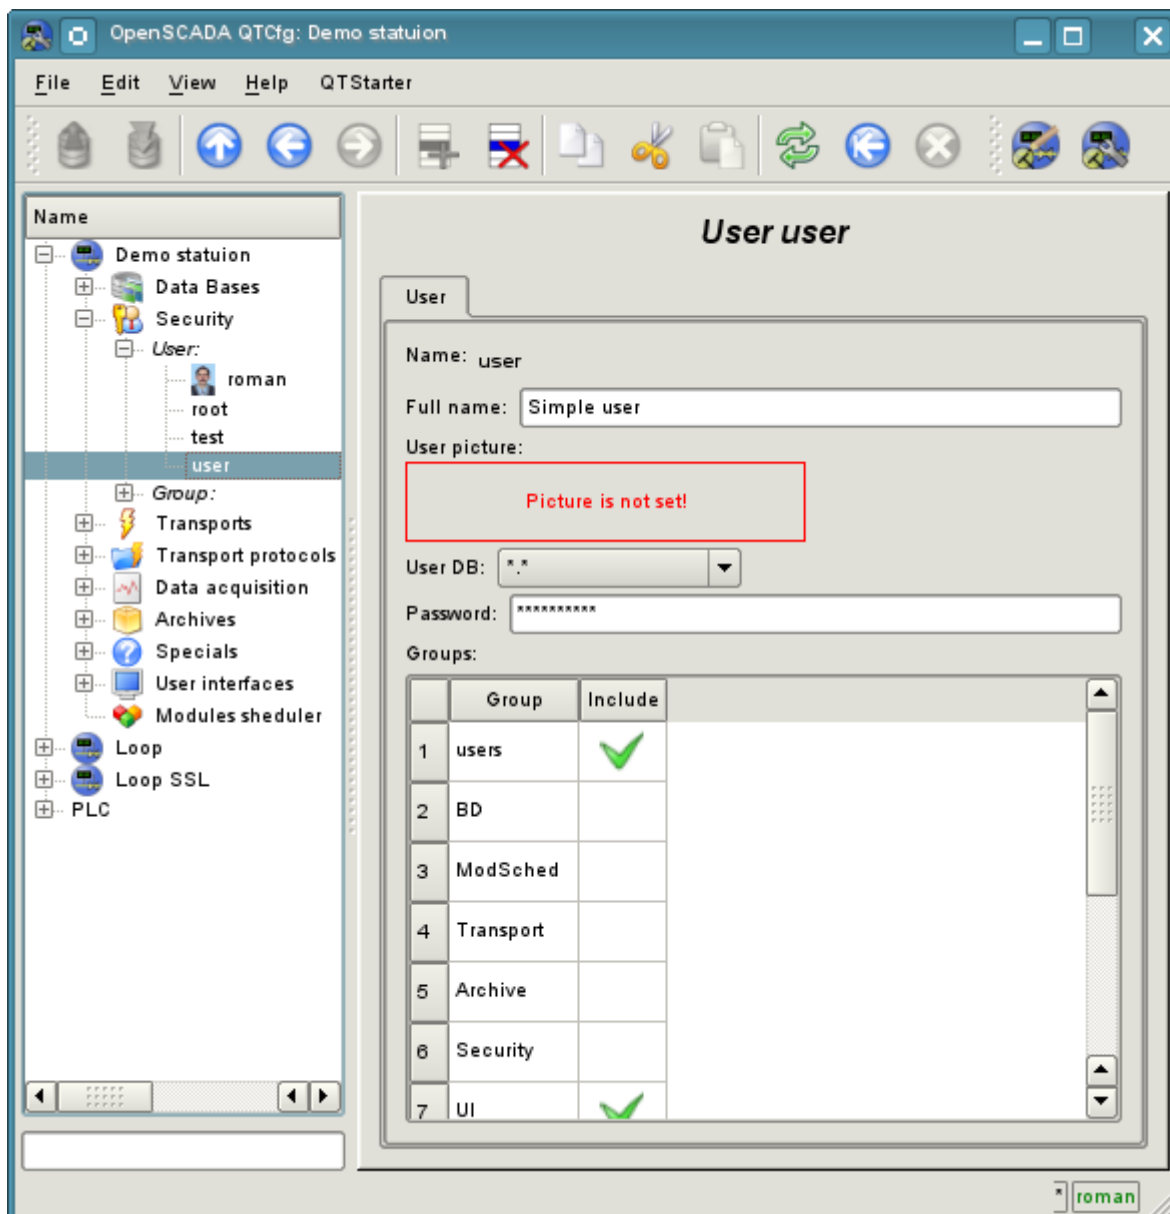 OpenSCADA QTCfg: Demo statuion
File Edit View Help QTStarter
Name
Demo statuion
Data Bases
Security
User:
roman
root
test
user
Group:
Transports
Transport protocols
Data acquisition
Archives
Specials
User interfaces
Modules sheduler
Loop
Loop SSL
PLC
User user
User
Name: user
Full name: Simple user
User picture:
Picture is not set!
User DB: *.*
Password: **********
Groups:
Group Include
1 users
2 BD
3 ModSched
4 Transport
5 Archive
6 Security
7 UI
* roman